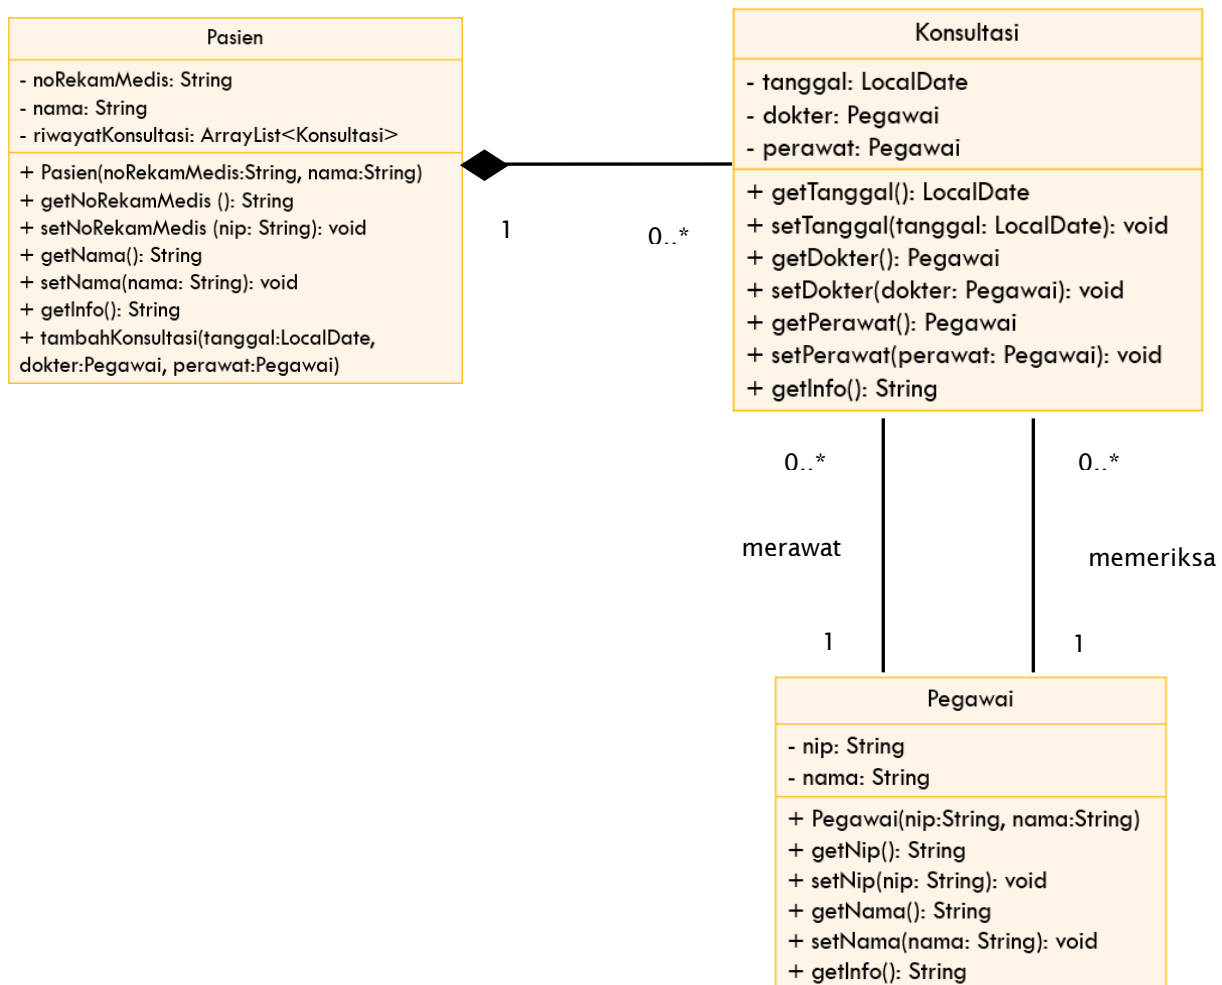 Pasien
- noRekamMedis: String
- nama: String
- riwayatKonsultasi: ArrayList<Konsultasi>
+ Pasien(noRekamMedis:String, nama:String)
+ getNoRekamMedis (): String
+ setNoRekamMedis (nip: String): void
+ getNama(): String
+ setNama(nama: String): void
+ getInfo(): String
+ tambahKonsultasi(tanggal:LocalDate,
dokter:Pegawai, perawat:Pegawai)
1
0..*
Konsultasi
- tanggal: LocalDate
- dokter: Pegawai
- perawat: Pegawai
+ getTanggal(): LocalDate
+ setTanggal(tanggal: LocalDate): void
+ getDokter(): Pegawai
+ setDokter(dokter: Pegawai): void
+ getPerawat(): Pegawai
+ setPerawat(perawat: Pegawai): void
+ getInfo(): String
0..*
0..*
merawat
memeriksa
1
1
Pegawai
- nip: String
- nama: String
+ Pegawai(nip:String, nama:String)
+ getNip(): String
+ setNip(nip: String): void
+ getNama(): String
+ setNama(nama: String): void
+ getInfo(): String